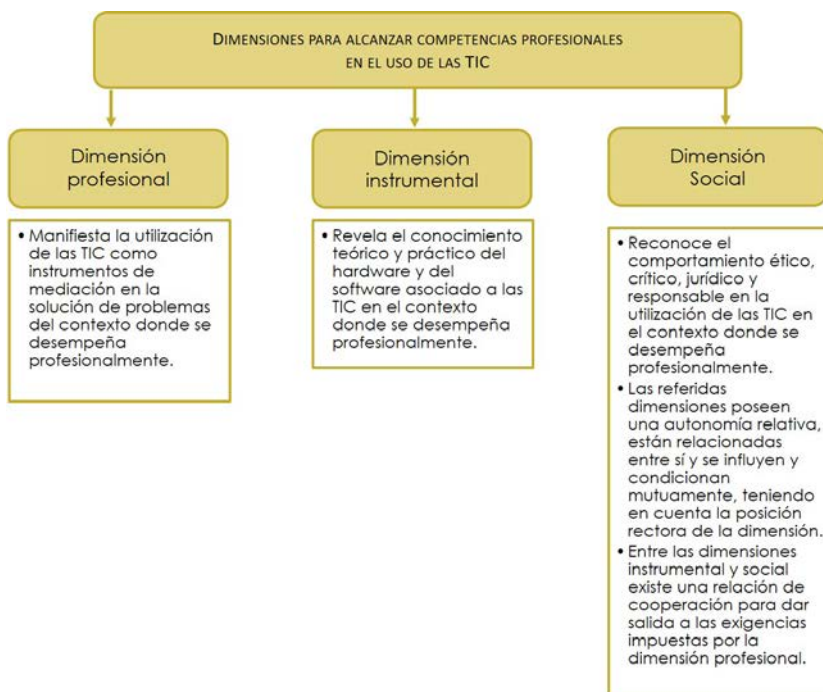 DIMENSIONES PARA ALCANZAR COMPETENCIAS PROFESIONALES
EN EL USO DE LAS TIC
Dimensión
profesional
• Manifiesta la utilización
de las TIC como
instrumentos de
mediación en la
solución de problemas
del contexto donde se
desempeña
profesionalmente.
Dimensión
instrumental
• Revela el conocimiento
teórico y práctico del
hardware y del
software asociado a las
TIC en el contexto
donde se desempeña
profesionalmente.
Dimensión
Social
• Reconoce el
comportamiento ético,
crítico, jurídico y
responsable en la
utilización de las TIC en
el contexto donde se
desempeña
profesionalmente.
• Las referidas
dimensiones poseen
una autonomía relativa,
están relacionadas
entre sí y se influyen y
condicionan
mutuamente, teniendo
en cuenta la posición
rectora de la dimensión.
• Entre las dimensiones
instrumental y social
existe una relación de
cooperación para dar
salida a las exigencias
impuestas por la
dimensión profesional.